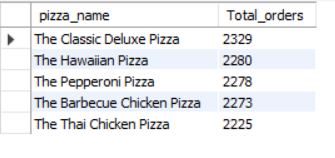 pizza_name Total_orders
The Classic Deluxe Pizza 2329
The Hawaiian Pizza 2280
The Pepperoni Pizza 2278
The Barbecue Chicken Pizza 2273
The Thai Chicken Pizza 2225